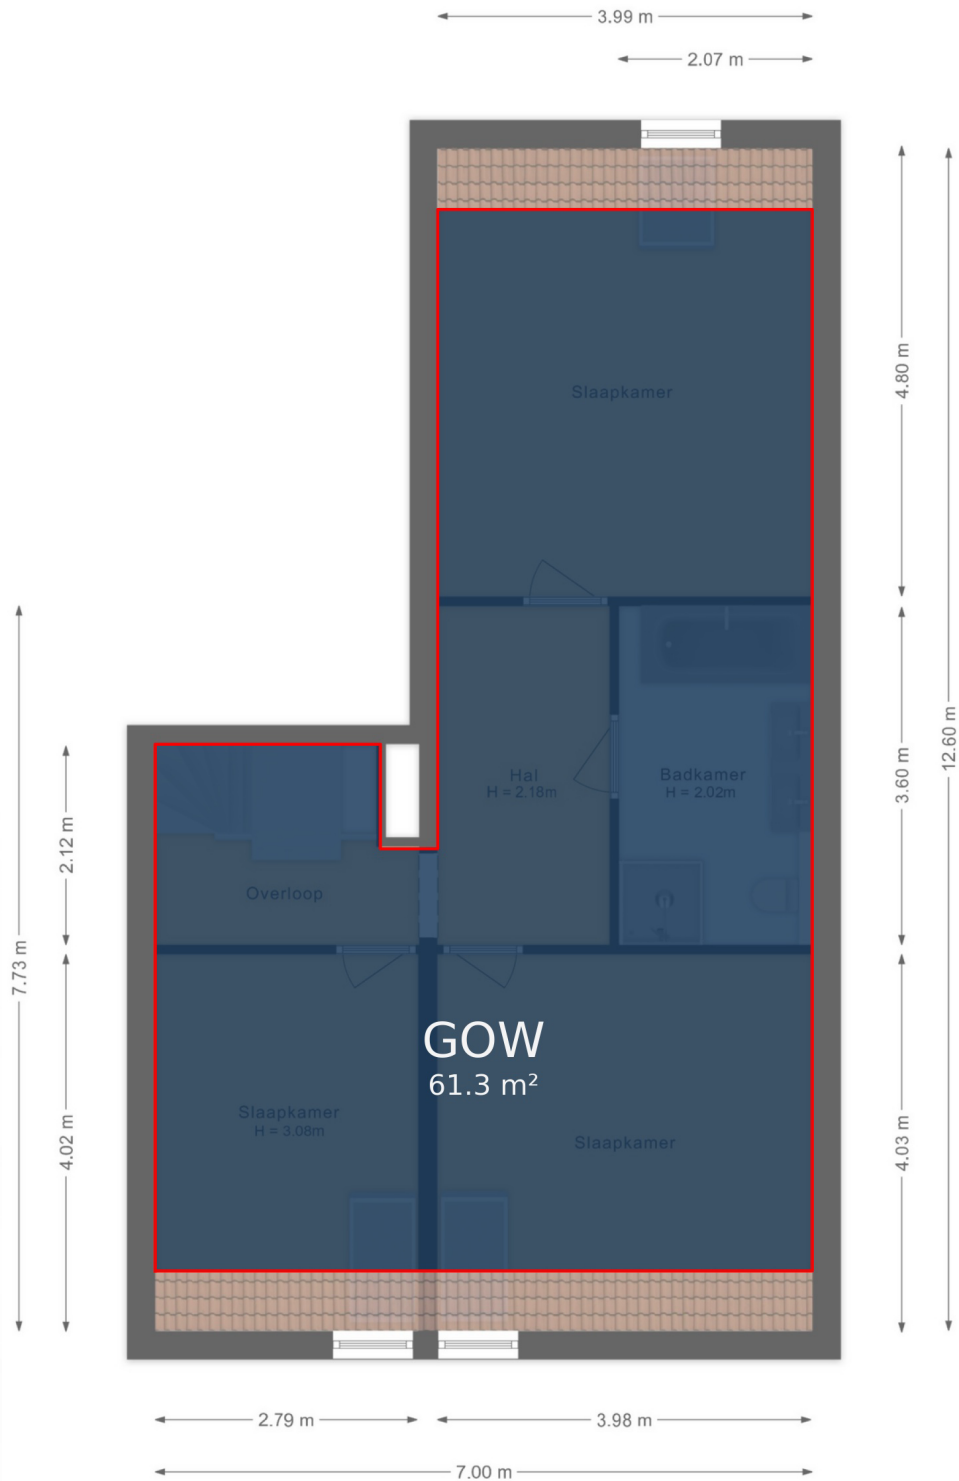 3.99 m
2.07 m
Slaapkamer
4.80 m
12.60 m
Hal
H = 2.18m
Badkamer
H = 2.02m
3.60 m
2.12 m
Overloop
7.73 m
GOW
61.3 m²
Slaapkamer
H = 3.08m
Slaapkamer
4.02 m
4.03 m
2.79 m
3.98 m
7.00 m